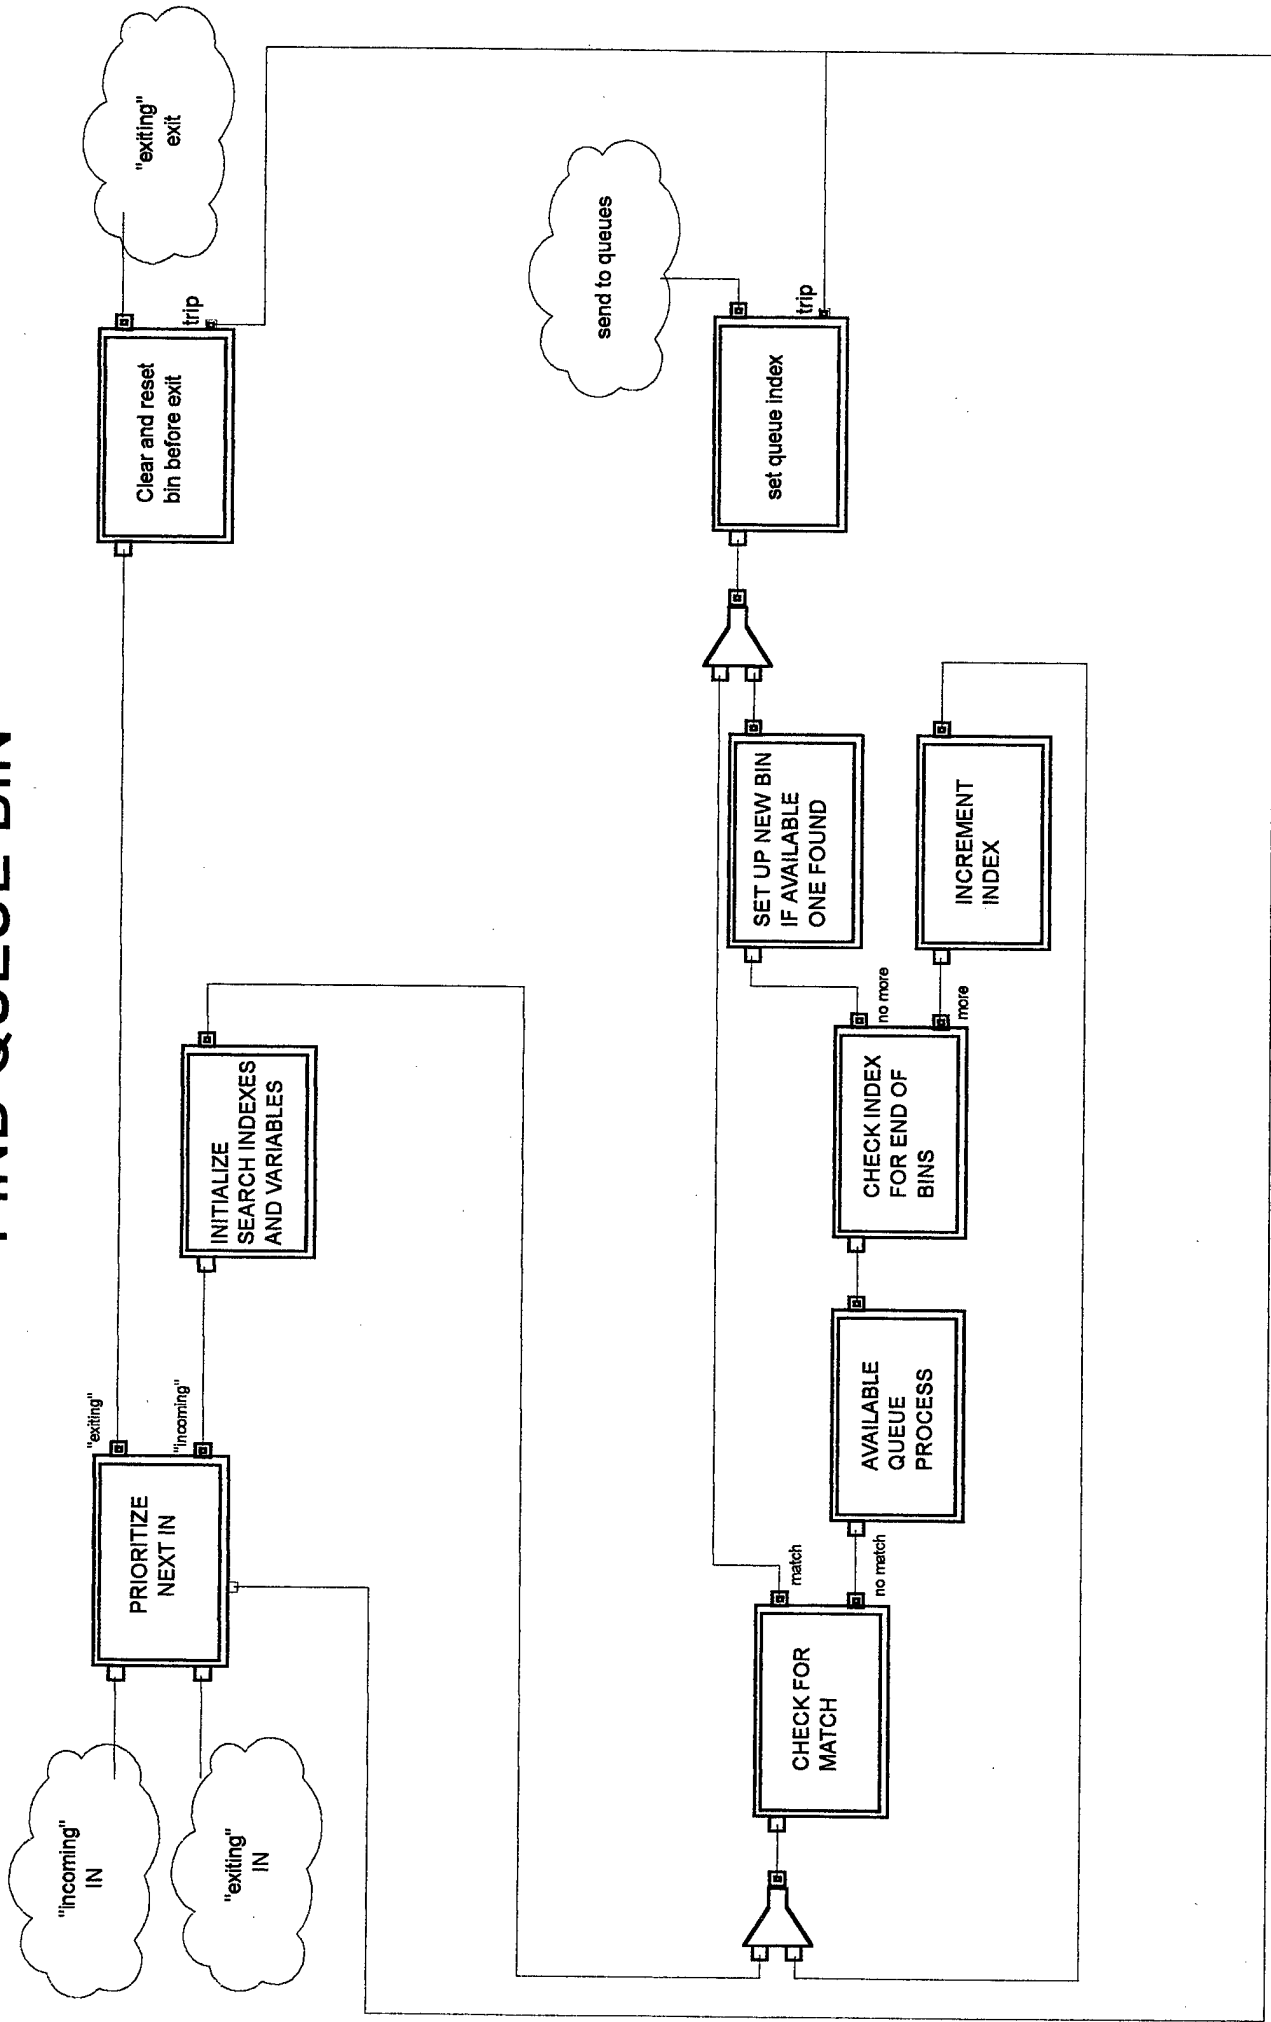 FIND QUEUE BIN
"incoming"
IN
"exiting"
IN
PRIORITIZE
NEXT IN
"exiting"
"incoming"
INITIALIZE
SEARCH INDEXES
AND VARIABLES
Clear and reset
bin before exit
trip
"exiting"
exit
send to queues
CHECK FOR
MATCH
match
no match
AVAILABLE
QUEUE
PROCESS
CHECK INDEX
FOR END OF
BINS
no more
more
SET UP NEW BIN
IF AVAILABLE
ONE FOUND
INCREMENT
INDEX
set queue index
trip